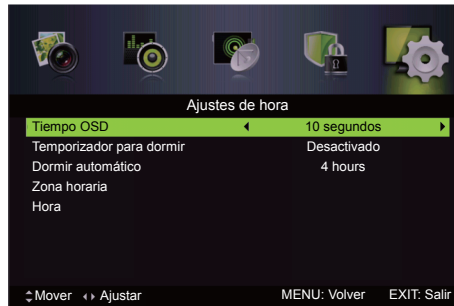 Ajustes de hora
Tiempo OSD 10 segundos
Temporizador para dormir Desactivado
Dormir automático 4 hours
Zona horaria
Hora
Mover Ajustar MENU: Volver EXIT: Salir